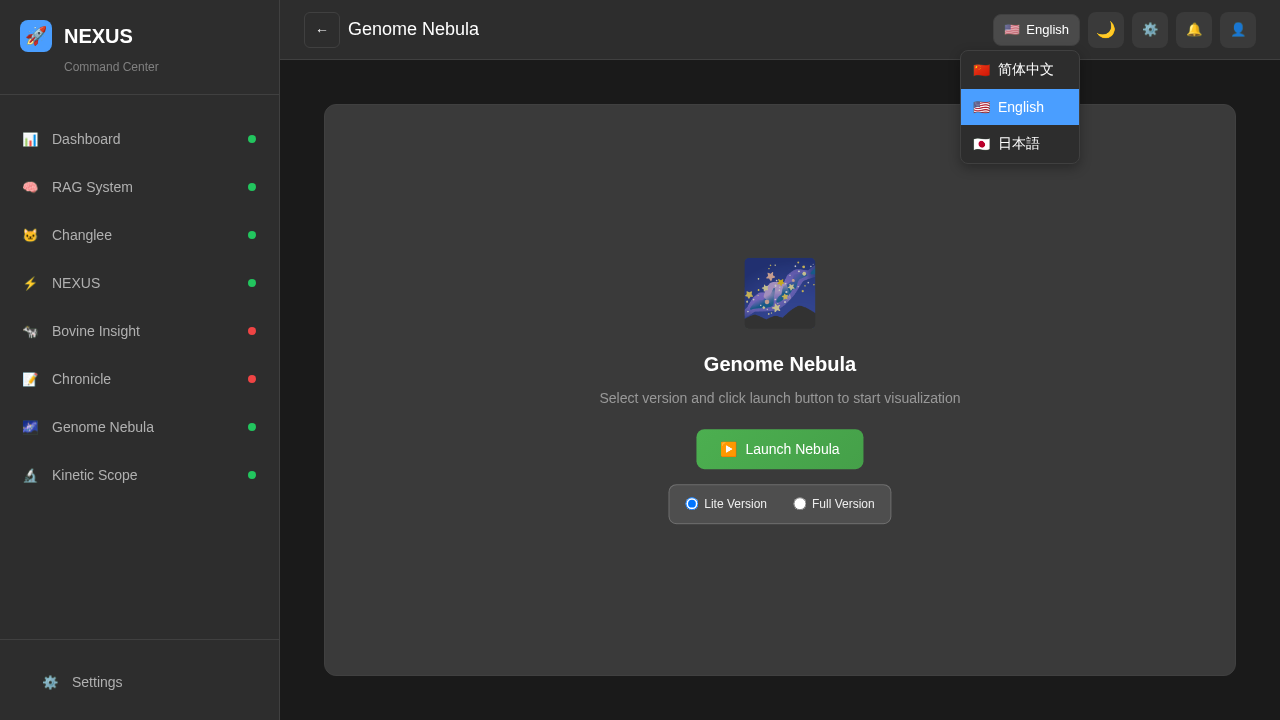 NEXUS
Command Center
Dashboard
RAG System
Changlee
NEXUS
Bovine Insight
Chronicle
Genome Nebula
Kinetic Scope
Settings
← Genome Nebula
English
简体中文
English
日本語
Genome Nebula
Select version and click launch button to start visualization
Launch Nebula
Lite Version Full Version